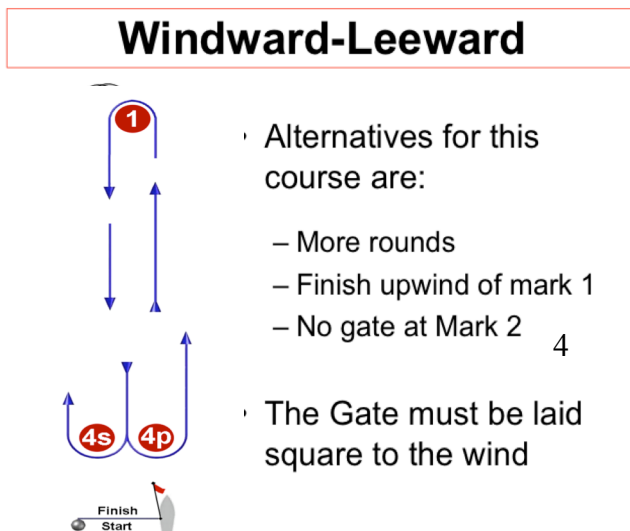 Windward-Leeward
1
• Alternatives for this
course are:
– More rounds
– Finish upwind of mark 1
– No gate at Mark 2
4
• The Gate must be laid
square to the wind
4s 4p
Finish
Start